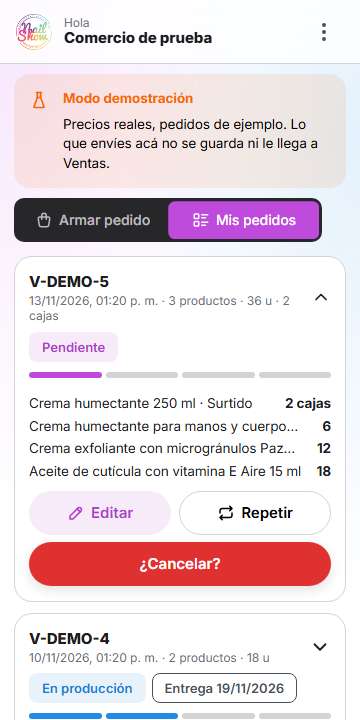 Nail Show
Hola
Comercio de prueba
Modo demostración
Precios reales, pedidos de ejemplo. Lo
que envíes acá no se guarda ni le llega a
Ventas.
Armar pedido
Mis pedidos
V-DEMO-5
13/11/2026, 01:20 p. m. · 3 productos · 36 u · 2
cajas
Pendiente
Crema humectante 250 ml · Surtido 2 cajas
Crema humectante para manos y cuerpo... 6
Crema exfoliante con microgránulos Paz... 12
Aceite de cutícula con vitamina E Aire 15 ml 18
Editar
Repetir
¿Cancelar?
V-DEMO-4
10/11/2026, 01:20 p. m. · 2 productos · 18 u
En producción
Entrega 19/11/2026